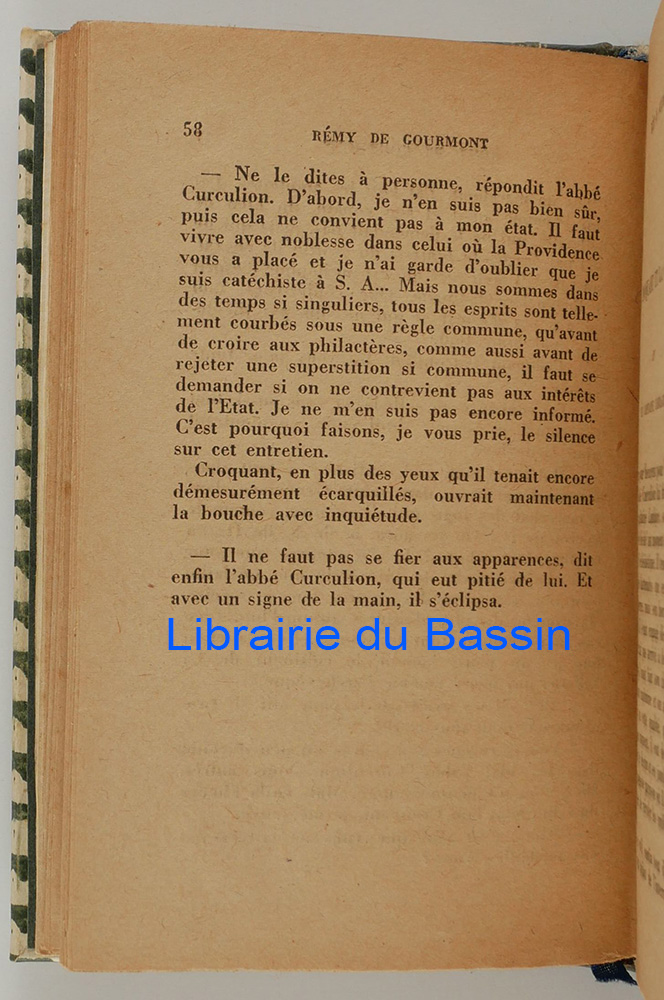 58
RÉMY DE GOURMONT
— Ne le dites à personne, répondit l'abbé
Curculion. D'abord, je n'en suis pas bien sûr,
puis cela ne convient pas à mon état. Il faut
vivre avec noblesse dans celui où la Providence
vous a placé et je n'ai garde d'oublier que je
suis catéchiste à S. A... Mais nous sommes dans
des temps si singuliers, tous les esprits sont telle-
ment courbés sous une règle commune, qu'avant
de croire aux philactères, comme aussi avant de
rejeter une superstition si commune, il faut se
demander si on ne contrevient pas aux intérêts
de l'Etat. Je ne m'en suis pas encore informé.
C'est pourquoi faisons, je vous prie, le silence
sur cet entretien.
Croquant, en plus des yeux qu'il tenait encore
démesurément écarquillés, ouvrait maintenant
la bouche avec inquiétude.
— Il ne faut pas se fier aux apparences, dit
enfin l'abbé Curculion, qui eut pitié de lui. Et
avec un signe de la main, il s'éclipsa.
Librairie du Bassin